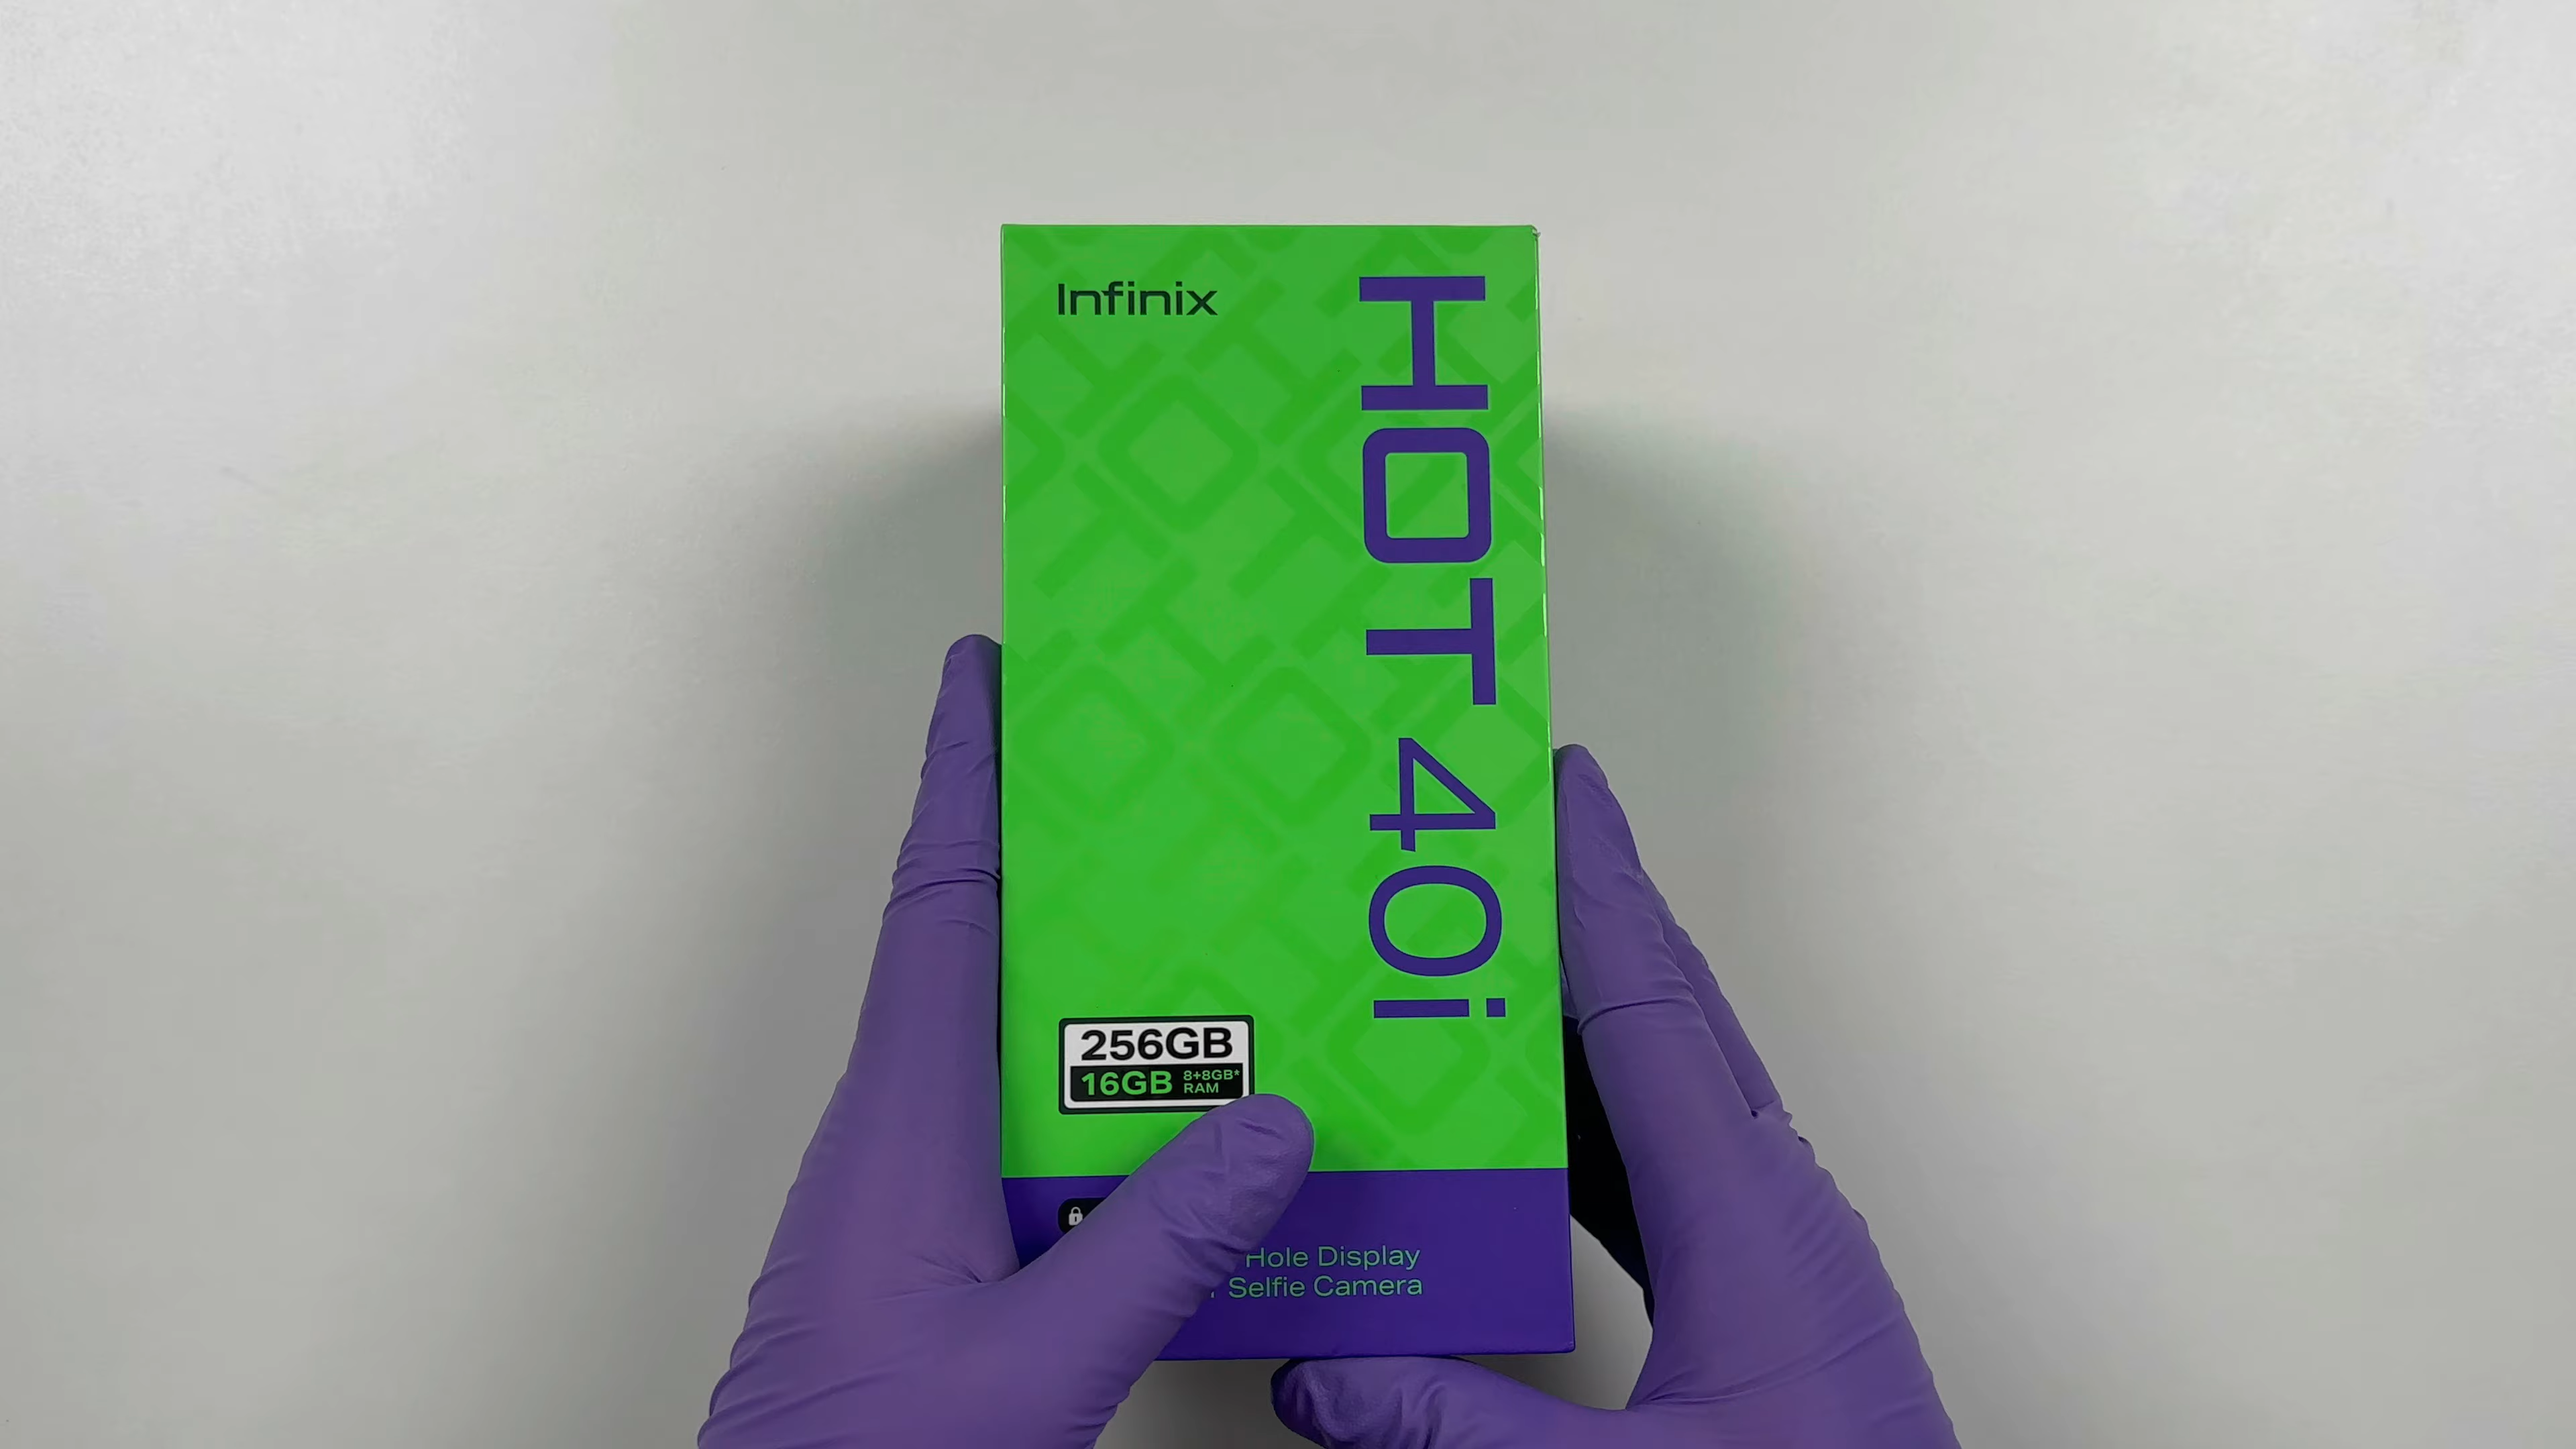 Infinix
HOT 40i
256GB
16GB 8+8GB*
RAM
Hole Display
Selfie Camera